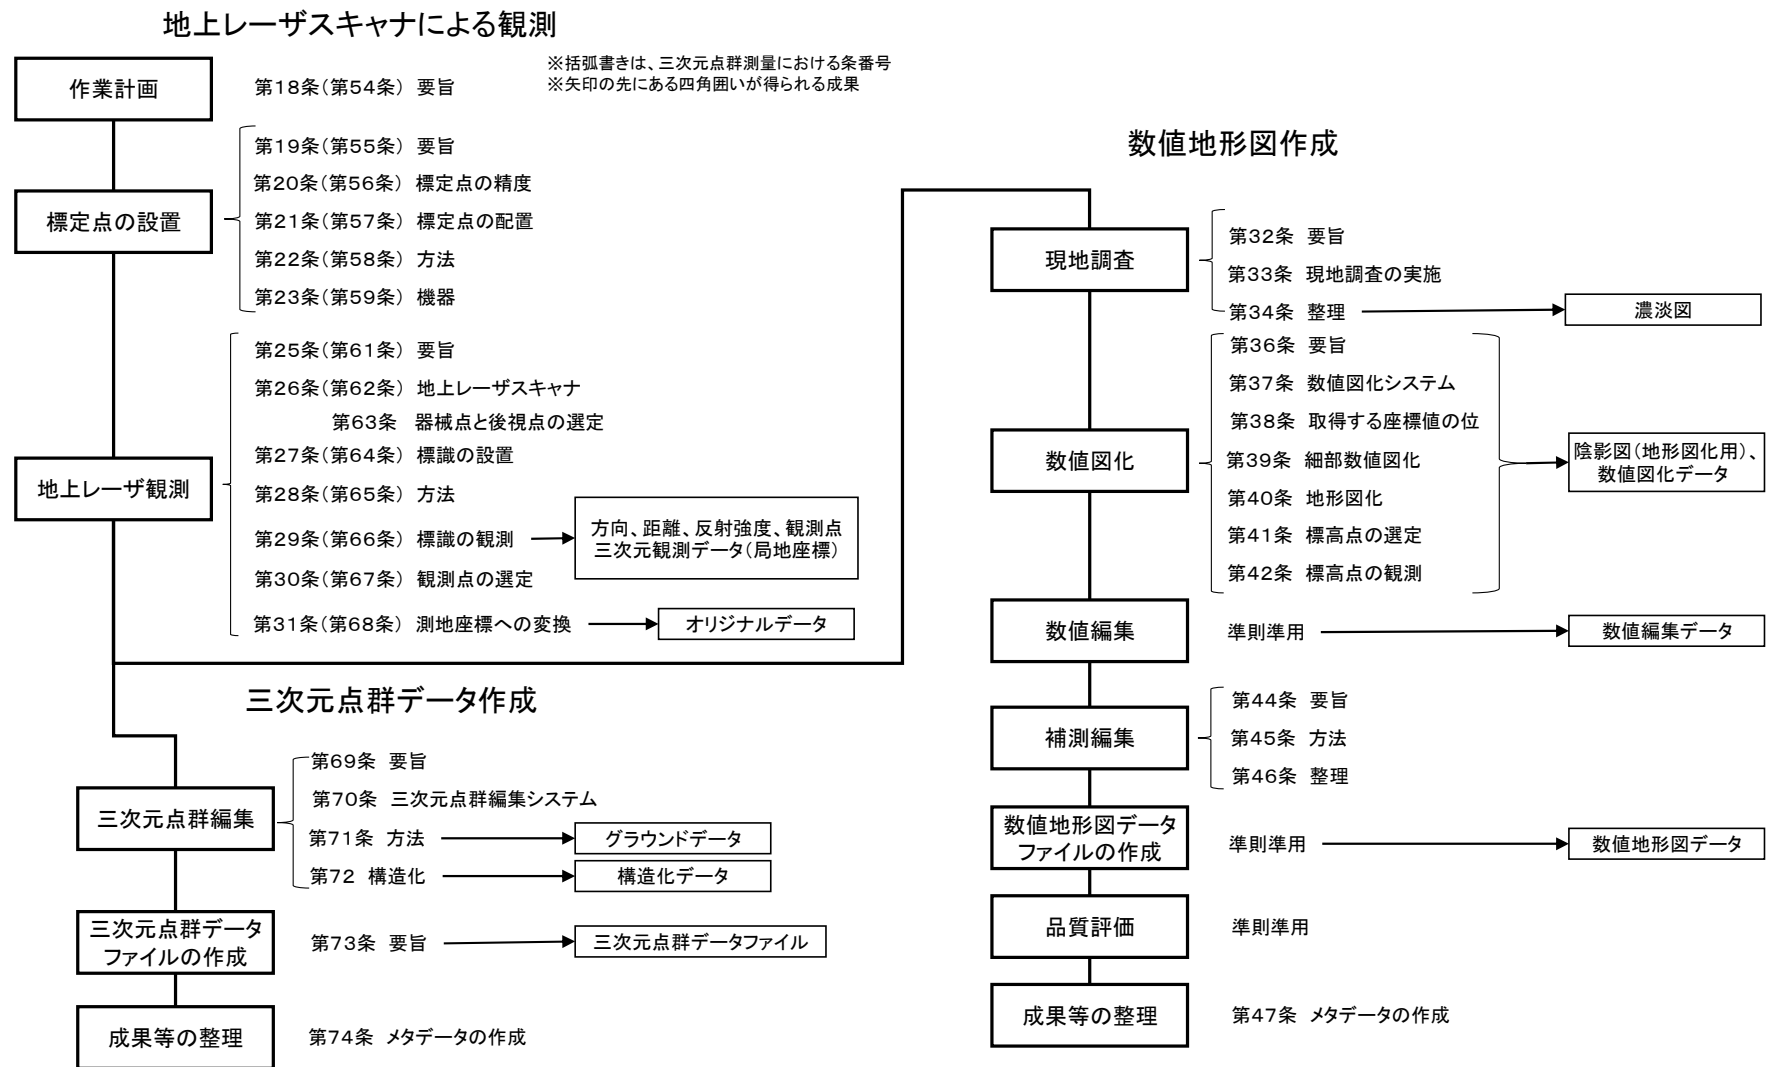 地上レーザスキャナによる観測
※括弧書きは、三次元点群測量における条番号
※矢印の先にある四角囲いが得られる成果
作業計画
第18条(第54条) 要旨
標定点の設置
第19条(第55条) 要旨
第20条(第56条) 標定点の精度
第21条(第57条) 標定点の配置
第22条(第58条) 方法
第23条(第59条) 機器
地上レーザ観測
第25条(第61条) 要旨
第26条(第62条) 地上レーザスキャナ
第63条 器械点と後視点の選定
第27条(第64条) 標識の設置
第28条(第65条) 方法
第29条(第66条) 標識の観測
方向、距離、反射強度、観測点
三次元観測データ(局地座標)
第30条(第67条) 観測点の選定
第31条(第68条) 測地座標への変換
オリジナルデータ
三次元点群データ作成
三次元点群編集
第69条 要旨
第70条 三次元点群編集システム
第71条 方法
グラウンドデータ
第72 構造化
構造化データ
三次元点群データ
ファイルの作成
第73条 要旨
三次元点群データファイル
成果等の整理
第74条 メタデータの作成
数値地形図作成
現地調査
第32条 要旨
第33条 現地調査の実施
第34条 整理
濃淡図
数値図化
第36条 要旨
第37条 数値図化システム
第38条 取得する座標値の位
第39条 細部数値図化
第40条 地形図化
第41条 標高点の選定
第42条 標高点の観測
陰影図(地形図化用)、
数値図化データ
数値編集
準則準用
数値編集データ
補測編集
第44条 要旨
第45条 方法
第46条 整理
数値地形図データ
ファイルの作成
準則準用
数値地形図データ
品質評価
準則準用
成果等の整理
第47条 メタデータの作成